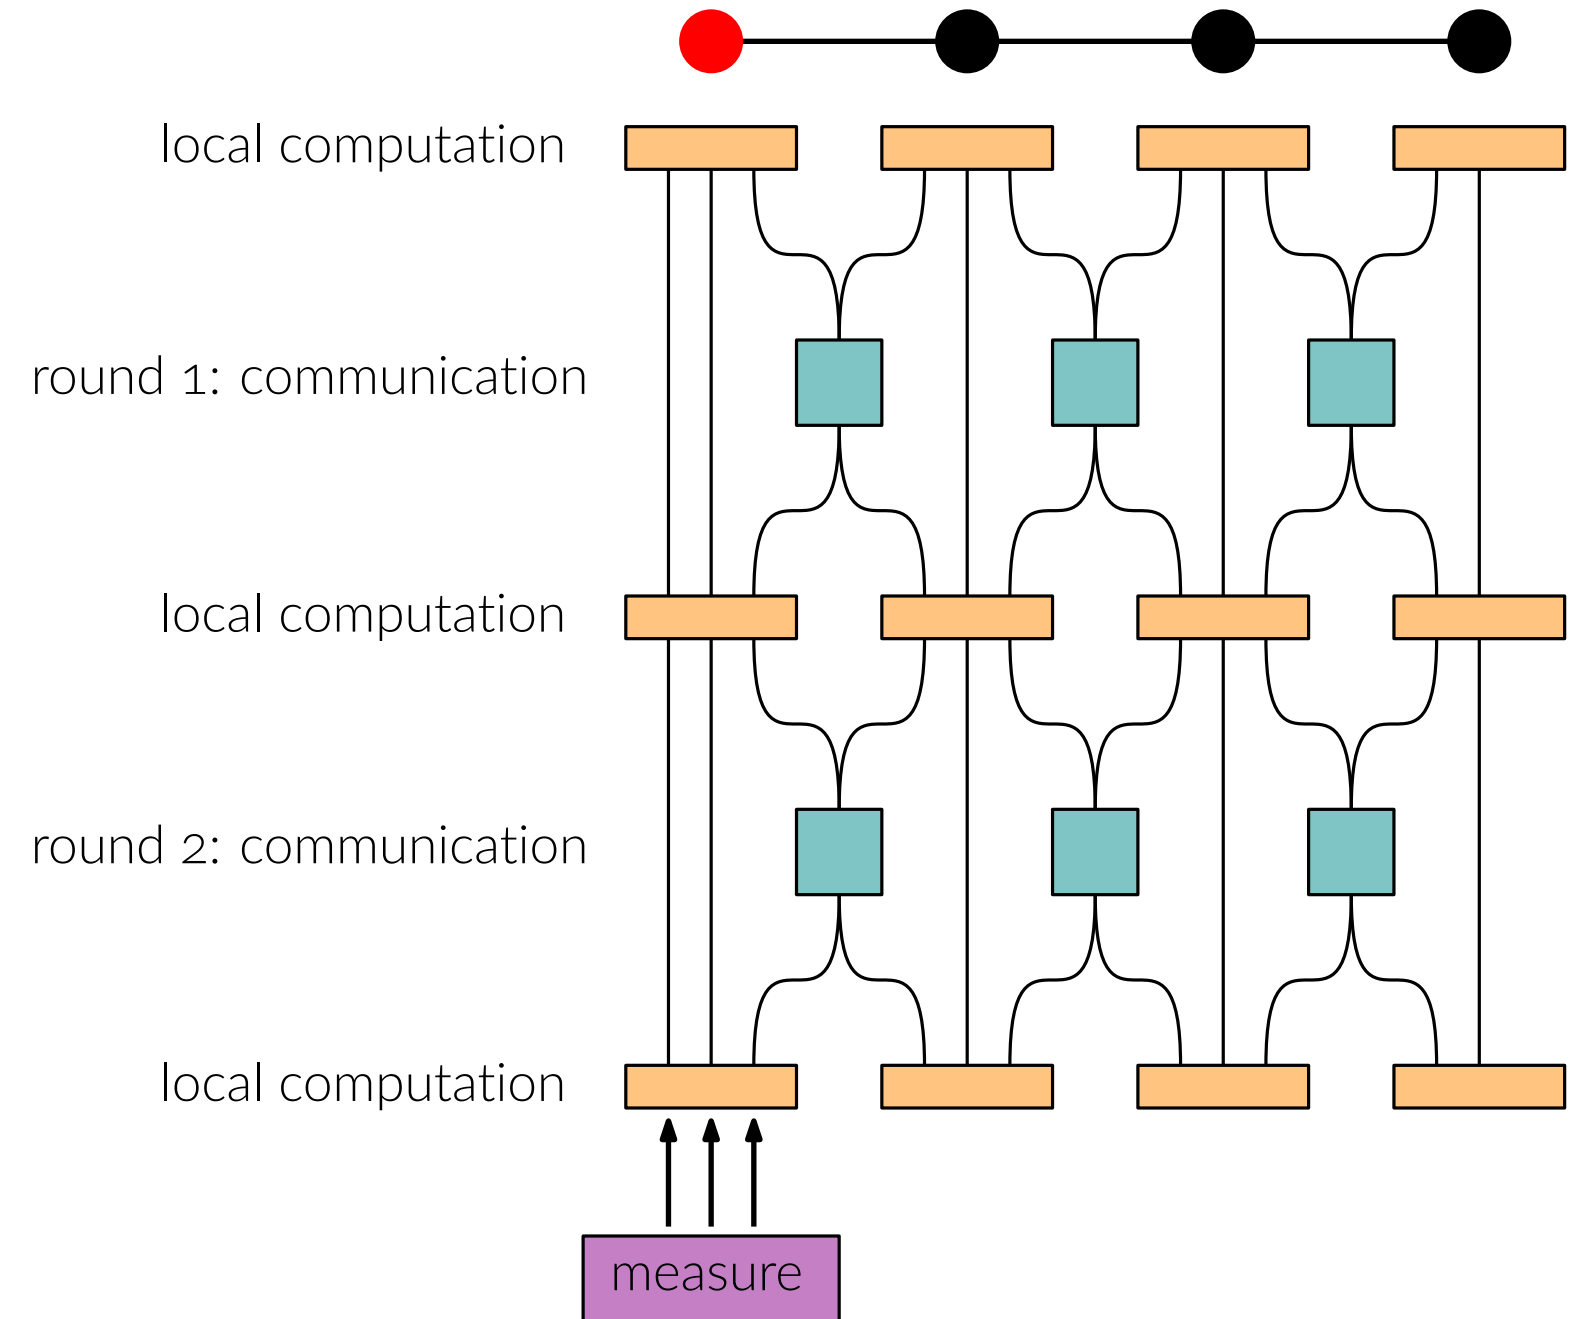 local computation
round 1: communication
local computation
round 2: communication
local computation
measure